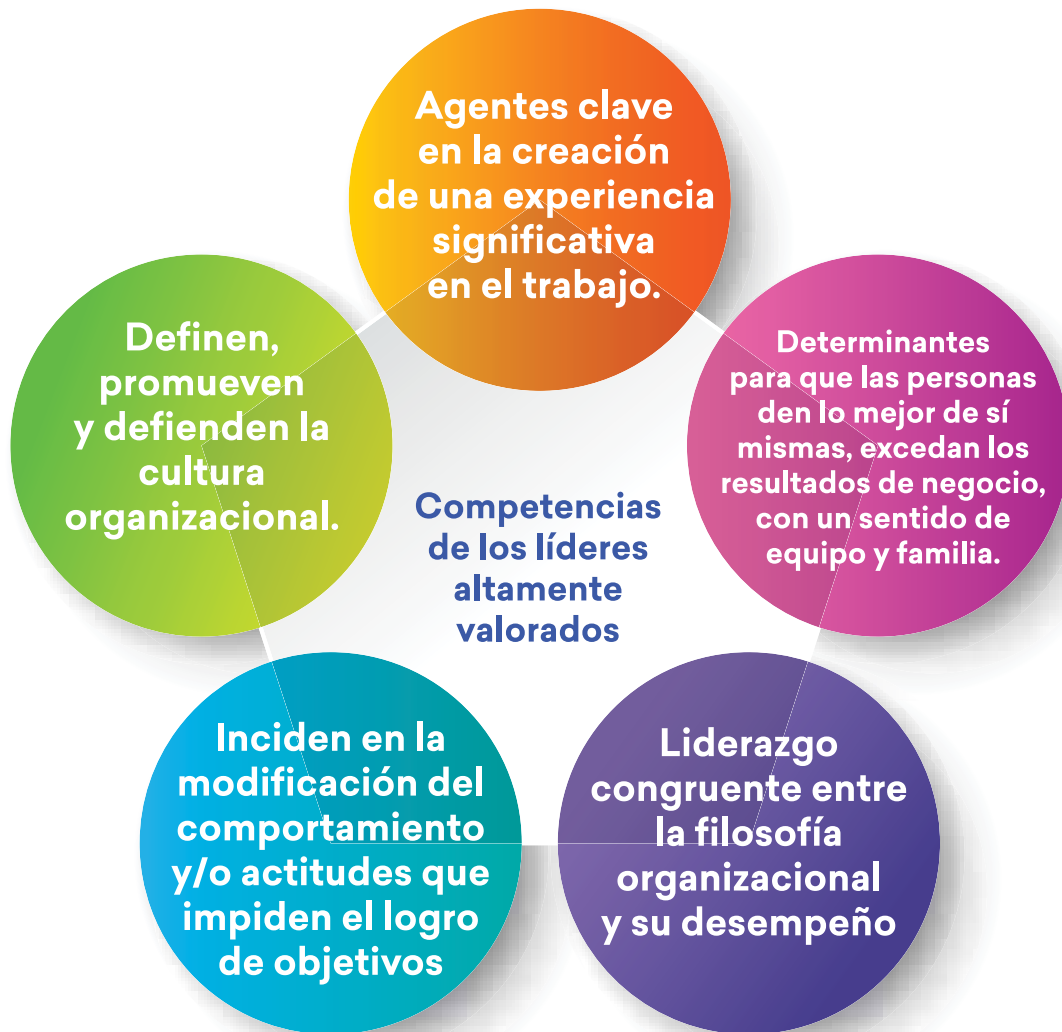 Agentes clave
en la creación
de una experiencia
significativa
en el trabajo.
Definen,
promueven
y defienden la
cultura
organizacional.
Determinantes
para que las personas
den lo mejor de sí
mismas, excedan los
resultados de negocio,
con un sentido de
equipo y familia.
Competencias
de los líderes
altamente
valorados
Inciden en la
modificación del
comportamiento
y/o actitudes que
impiden el logro
de objetivos
Liderazgo
congruente entre
la filosofía
organizacional
y su desempeño